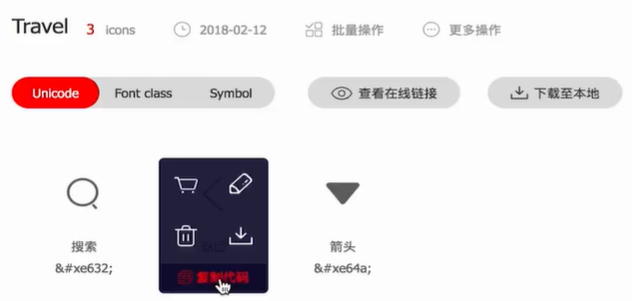 Travel 3 icons 2018-02-12 批量操作 更多操作
Unicode Font class Symbol 查看在线链接 下载至本地
搜索 箭头
&#xe632; &#xe64a;
复制代码